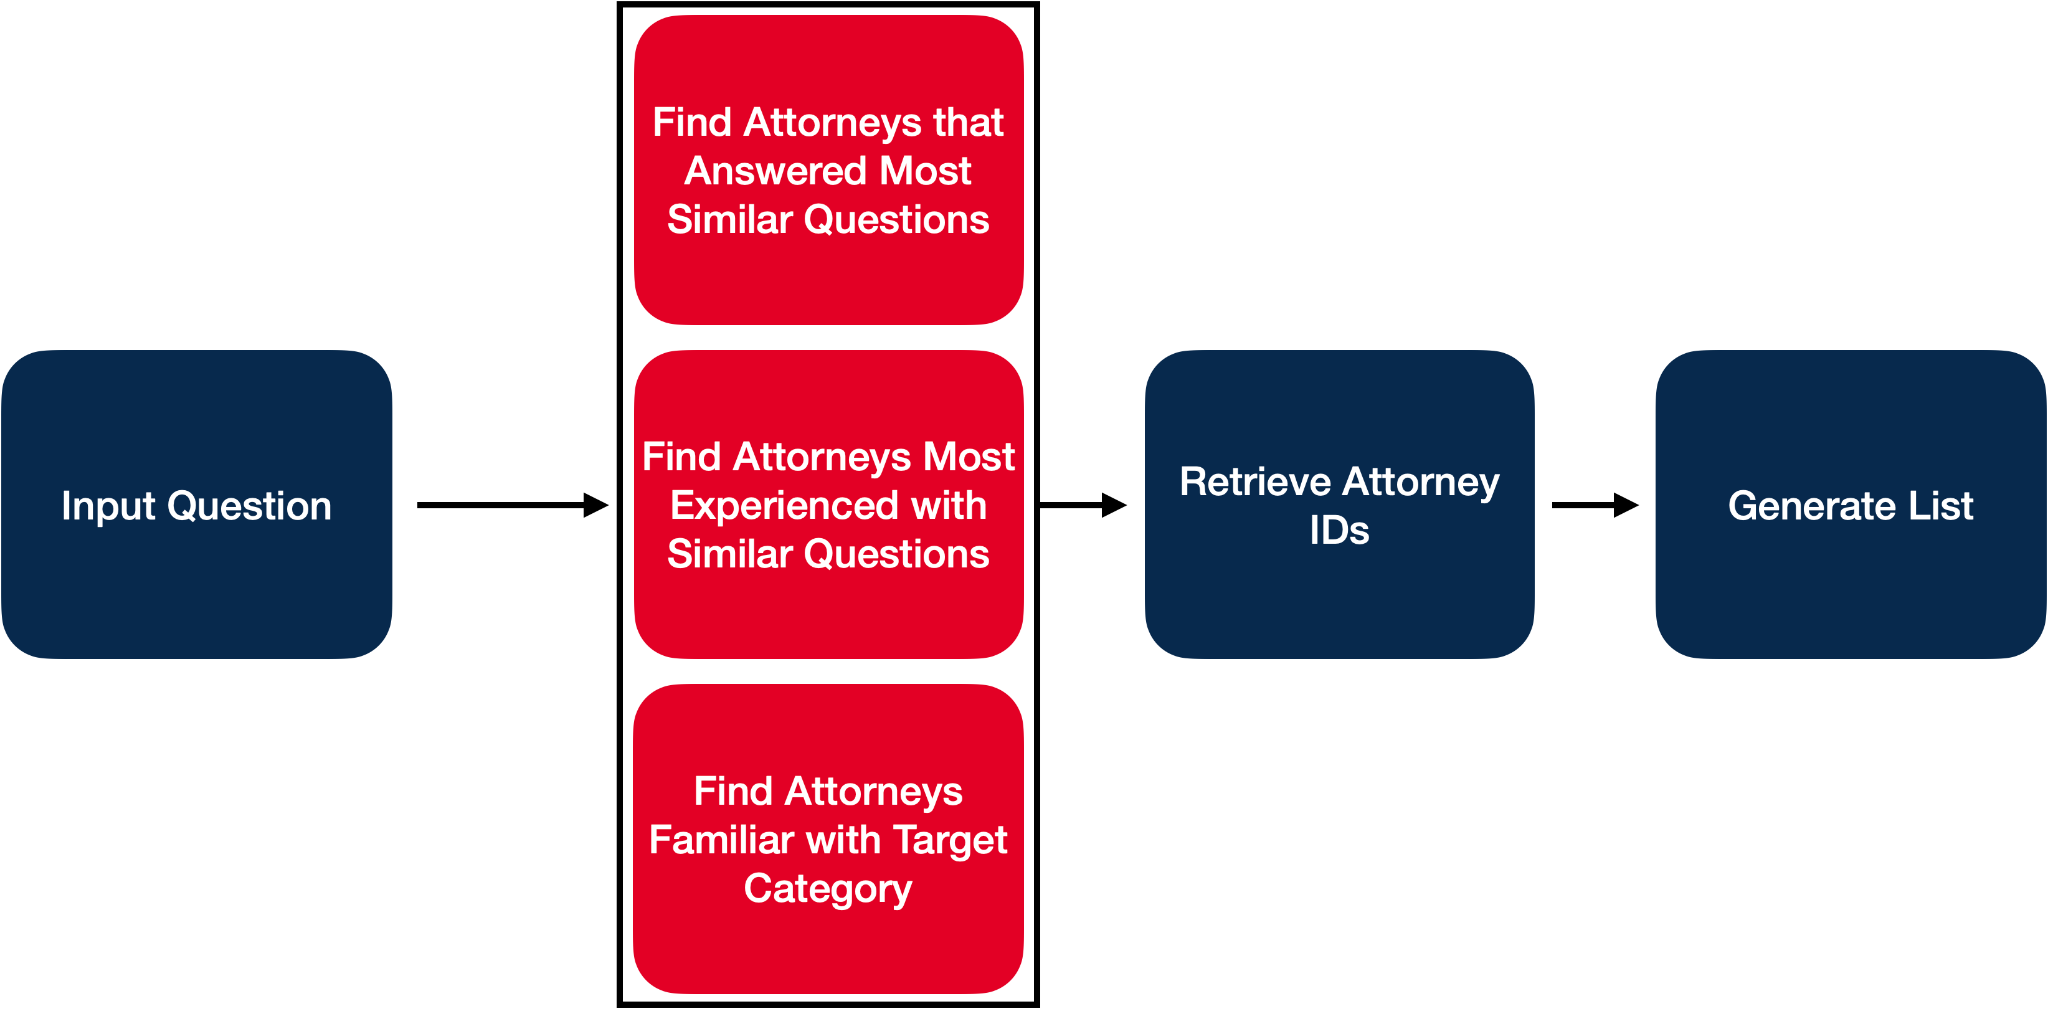 Input Question
Find Attorneys that
Answered Most
Similar Questions
Find Attorneys Most
Experienced with
Similar Questions
Find Attorneys
Familiar with Target
Category
Retrieve Attorney
IDs
Generate List